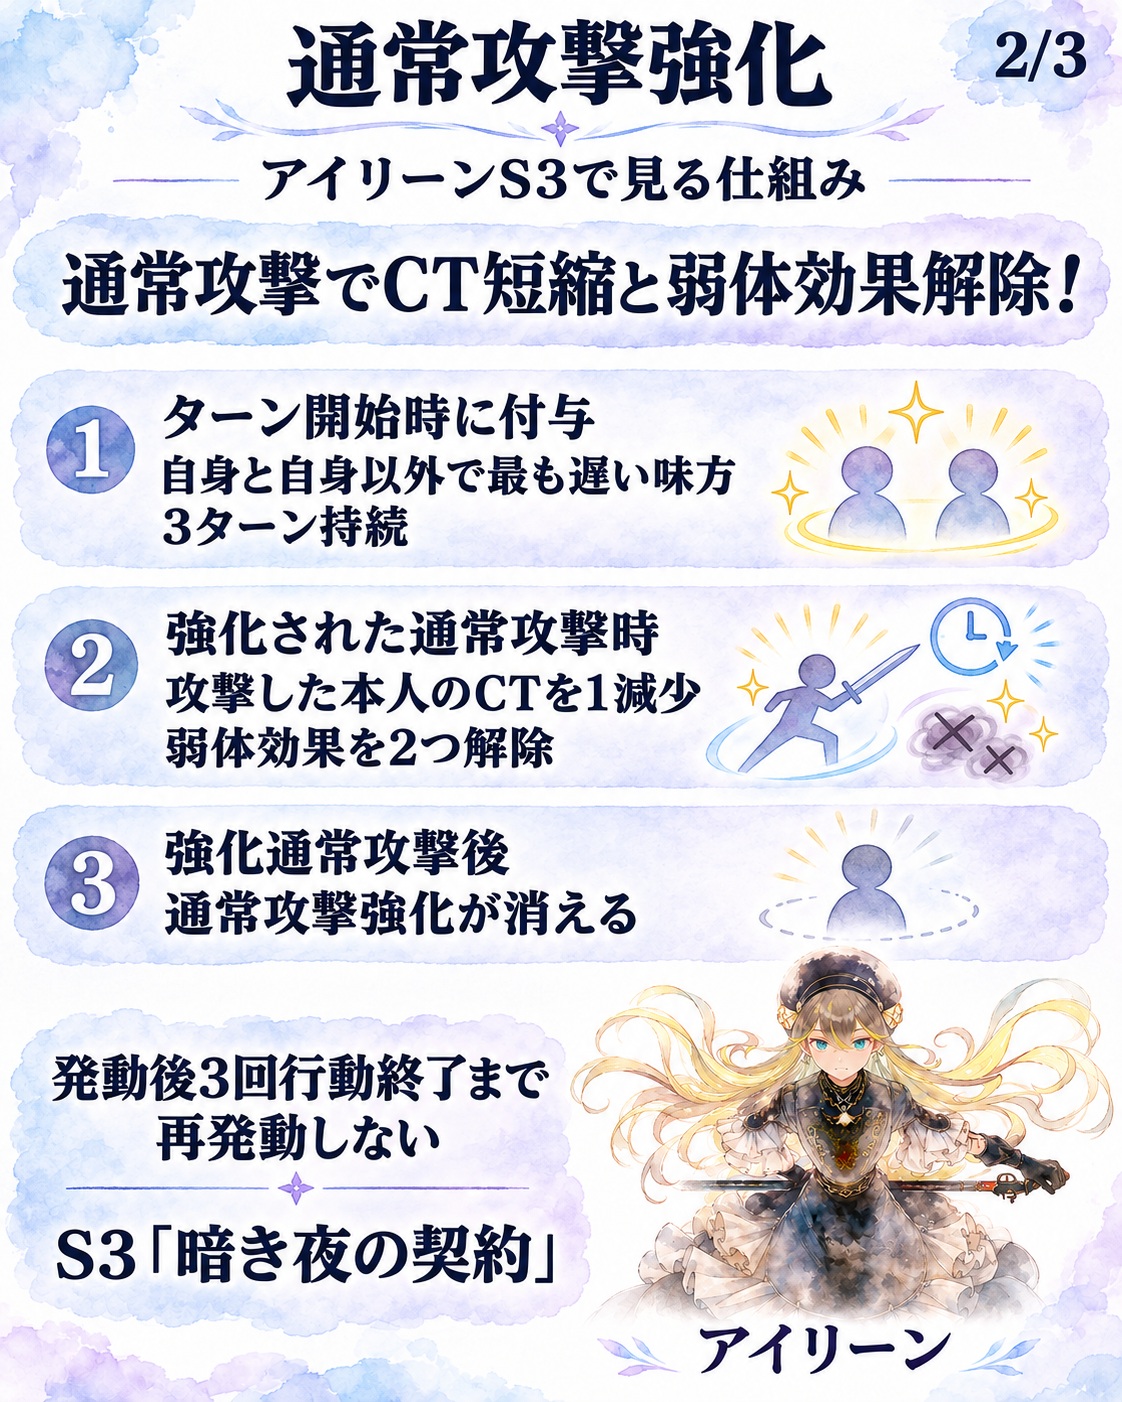 通常攻撃強化
2/3
アイリーンS3で見る仕組み
通常攻撃でCT短縮と弱体効果解除!
1
ターン開始時に付与
自身と自身以外で最も遅い味方
3ターン持続
2
強化された通常攻撃時
攻撃した本人のCTを1減少
弱体効果を2つ解除
3
強化通常攻撃後
通常攻撃強化が消える
発動後3回行動終了まで
再発動しない
S3「暗き夜の契約」
アイリーン